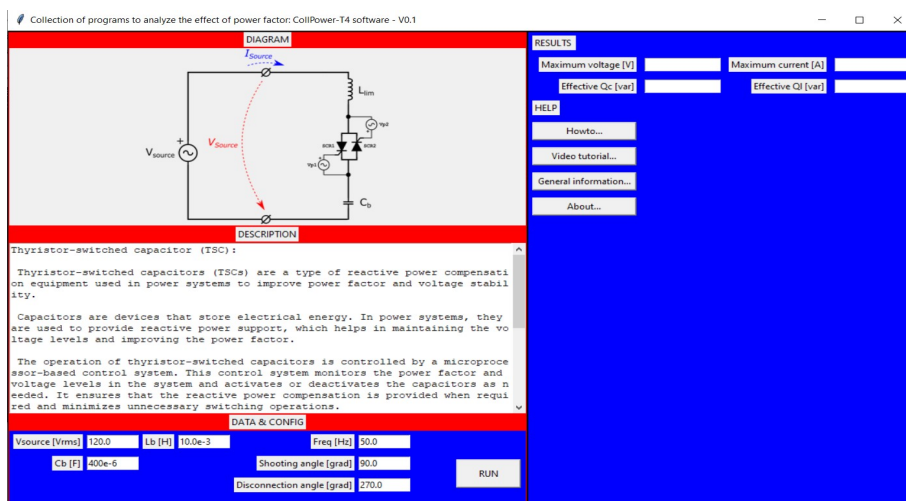 Collection of programs to analyze the effect of power factor: CollPower-T4 software - V0.1
DIAGRAM
I Source
L lim
Vp2
SCR1
SCR2
Vp1
V source
V Source
C b
DESCRIPTION
Thyristor-switched capacitor (TSC):
Thyristor-switched capacitors (TSCs) are a type of reactive power compensati
on equipment used in power systems to improve power factor and voltage stabil
ity.
Capacitors are devices that store electrical energy. In power systems, they
are used to provide reactive power support, which helps in maintaining the vo
ltage levels and improving the power factor.
The operation of thyristor-switched capacitors is controlled by a microproce
ssor-based control system. This control system monitors the power factor and
voltage levels in the system and activates or deactivates the capacitors as n
eeded. It ensures that the reactive power compensation is provided when requi
red and minimizes unnecessary switching operations.
DATA & CONFIG
Vsource [Vrms] 120.0 Lb [H] 10.0e-3 Freq [Hz] 50.0
Cb [F] 400e-6 Shooting angle [grad] 90.0
Disconnection angle [grad] 270.0
RUN
RESULTS
Maximum voltage [V] Maximum current [A]
Effective Qc [var] Effective Ql [var]
HELP
Howto...
Video tutorial...
General information...
About...